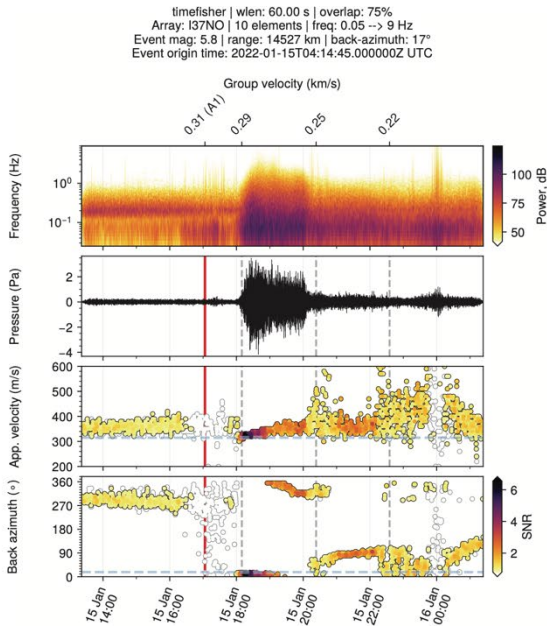 timefisher | wlen: 60.00 s | overlap: 75%
Array: I37NO | 10 elements | freq: 0.05 --> 9 Hz
Event mag: 5.8 | range: 14527 km | back-azimuth: 17°
Event origin time: 2022-01-15T04:14:45.000000Z UTC
Group velocity (km/s)
0.31 (A1)
0.29
0.25
0.22
Frequency (Hz)
10⁰
10⁻¹
100
50
Power, dB
Pressure (Pa)
2
0
−2
−4
App. velocity (m/s)
600
500
400
300
200
Back azimuth (°)
360
270
180
90
0
6
4
2
SNR
15 Jan
14:00
15 Jan
16:00
15 Jan
18:00
15 Jan
20:00
15 Jan
22:00
16 Jan
00:00